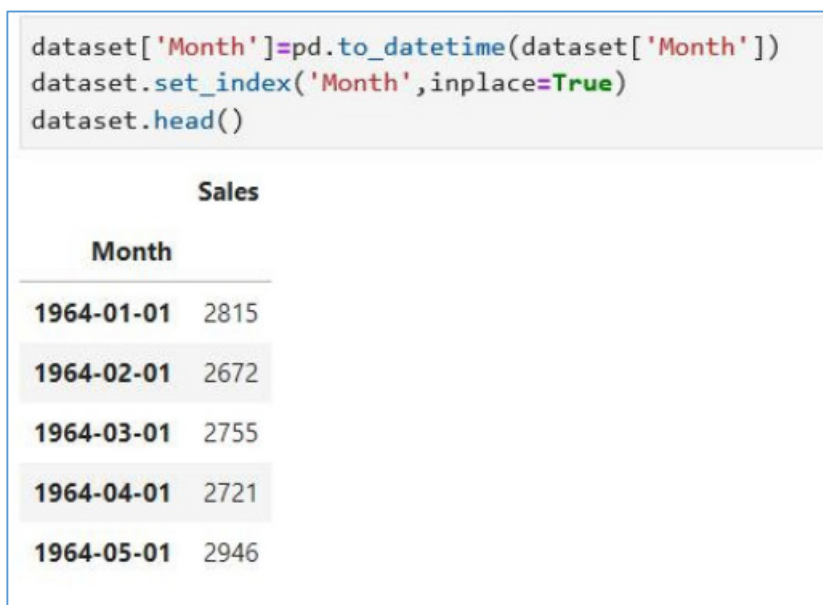 dataset['Month']=pd.to_datetime(dataset['Month'])
dataset.set_index('Month',inplace=True)
dataset.head()
Sales
Month
1964-01-01 2815
1964-02-01 2672
1964-03-01 2755
1964-04-01 2721
1964-05-01 2946